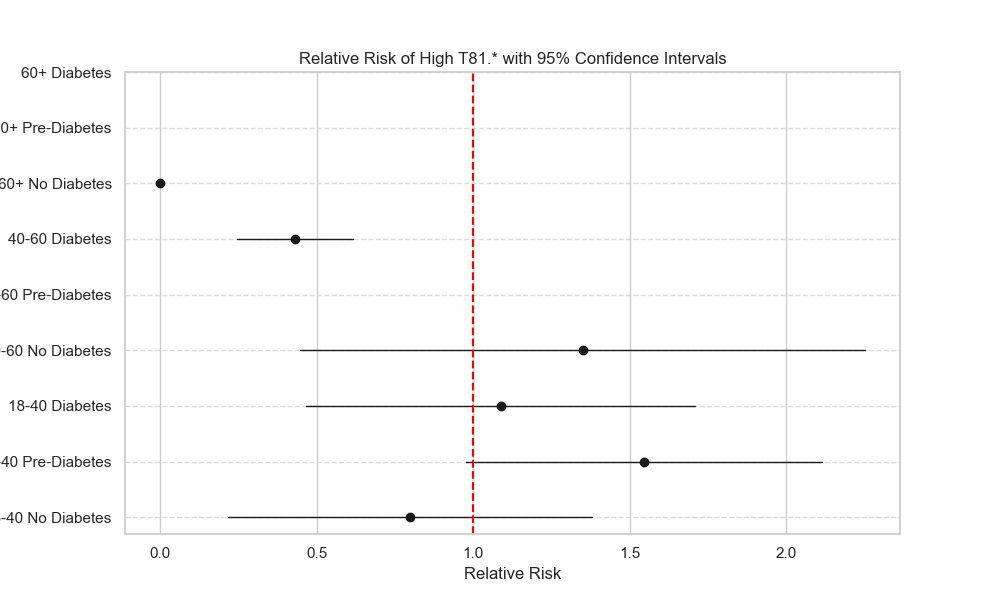 Relative Risk of High T81.* with 95% Confidence Intervals
60+ Diabetes
0+ Pre-Diabetes
60+ No Diabetes
40-60 Diabetes
-60 Pre-Diabetes
-60 No Diabetes
18-40 Diabetes
-40 Pre-Diabetes
-40 No Diabetes
0.0 0.5 1.0 1.5 2.0
Relative Risk